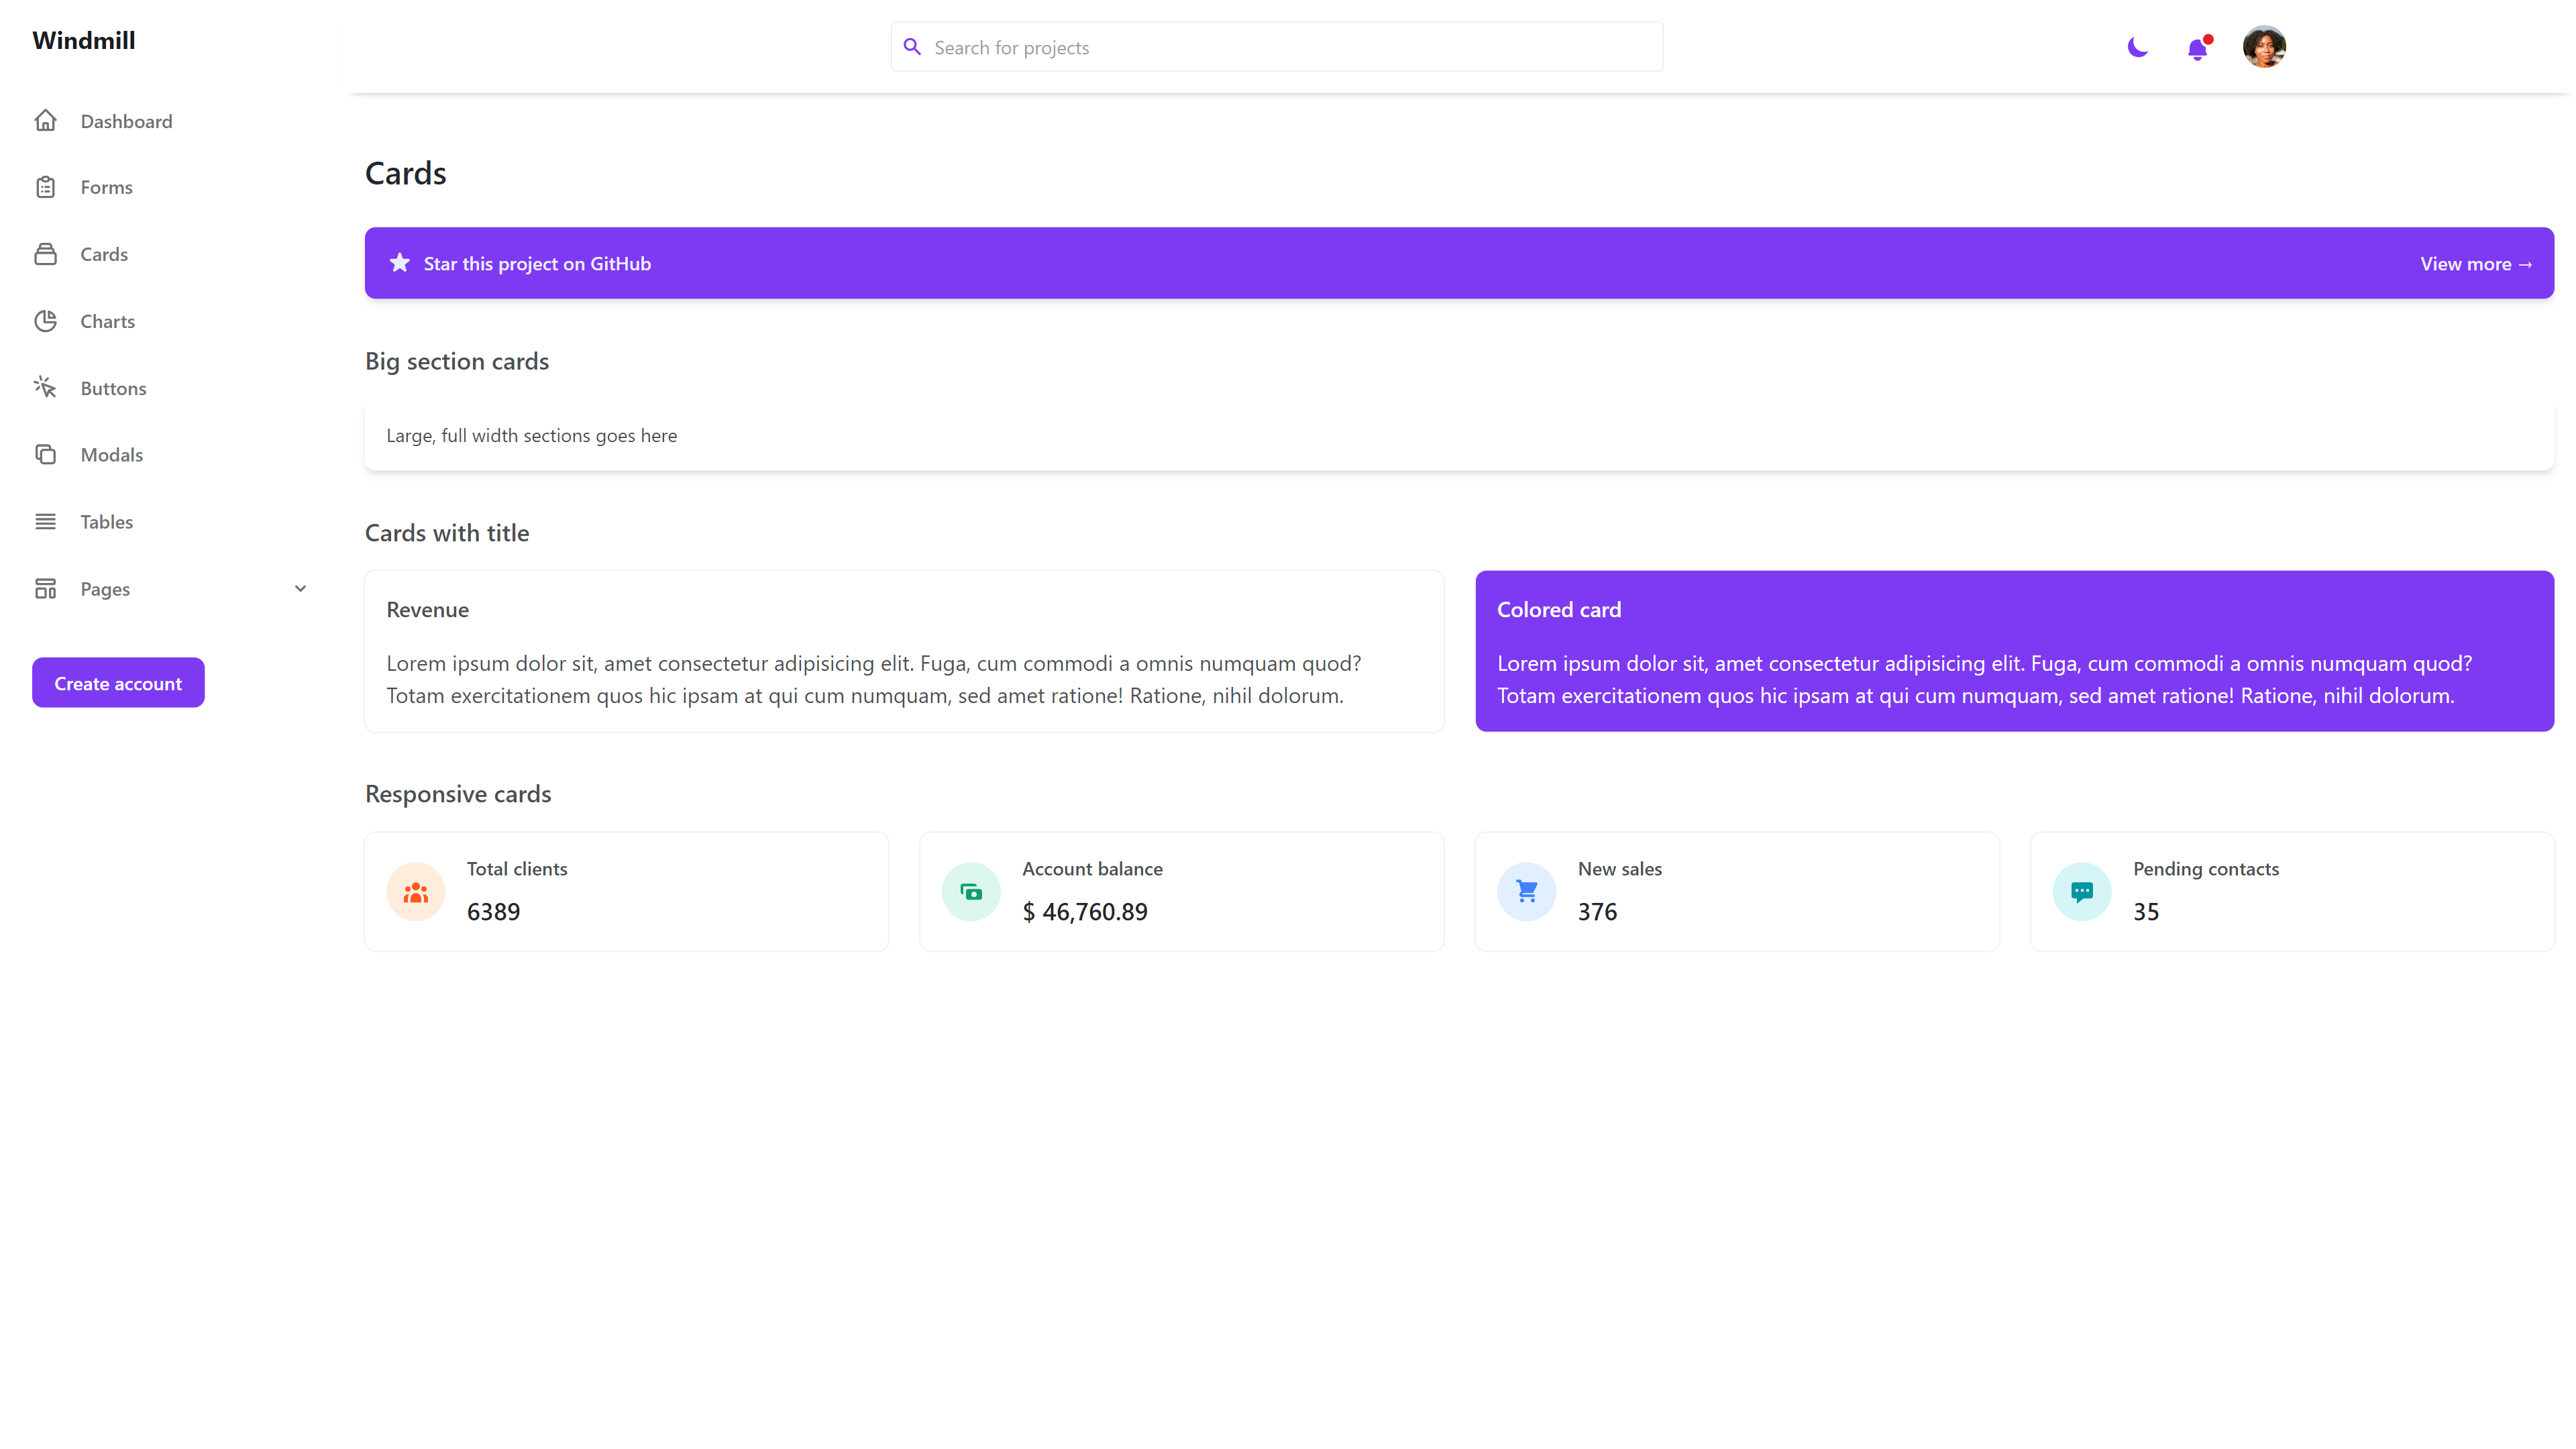 Windmill
Search for projects
Dashboard
Forms
Cards
Charts
Buttons
Modals
Tables
Pages
Create account
Cards
Star this project on GitHub
View more →
Big section cards
Large, full width sections goes here
Cards with title
Revenue
Lorem ipsum dolor sit, amet consectetur adipisicing elit. Fuga, cum commodi a omnis numquam quod?
Totam exercitationem quos hic ipsam at qui cum numquam, sed amet ratione! Ratione, nihil dolorum.
Colored card
Lorem ipsum dolor sit, amet consectetur adipisicing elit. Fuga, cum commodi a omnis numquam quod?
Totam exercitationem quos hic ipsam at qui cum numquam, sed amet ratione! Ratione, nihil dolorum.
Responsive cards
Total clients
6389
Account balance
$ 46,760.89
New sales
376
Pending contacts
35